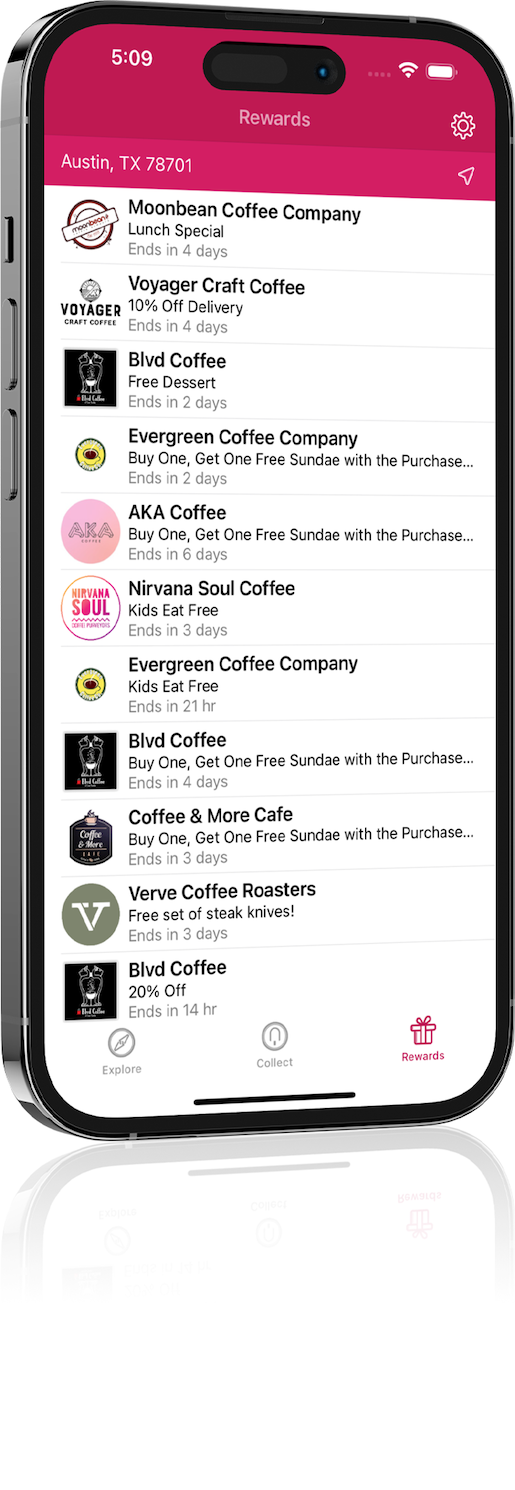 5:09
Rewards
Austin, TX 78701
moonbean's
Moonbean Coffee Company
Lunch Special
Ends in 4 days
VOYAGER
CRAFT COFFEE
Voyager Craft Coffee
10% Off Delivery
Ends in 4 days
Blvd Coffee
Blvd Coffee
Free Dessert
Ends in 2 days
Evergreen Coffee Company
Buy One, Get One Free Sundae with the Purchase...
Ends in 2 days
AKA
COFFEE
AKA Coffee
Buy One, Get One Free Sundae with the Purchase...
Ends in 6 days
NIRVANA
SOUL
COFFEE PURVEYORS
Nirvana Soul Coffee
Kids Eat Free
Ends in 3 days
Evergreen Coffee Company
Kids Eat Free
Ends in 21 hr
Blvd Coffee
Blvd Coffee
Buy One, Get One Free Sundae with the Purchase...
Ends in 4 days
Coffee
& More
CAFE
Coffee & More Cafe
Buy One, Get One Free Sundae with the Purchase...
Ends in 3 days
V
Verve Coffee Roasters
Free set of steak knives!
Ends in 3 days
Blvd Coffee
Blvd Coffee
20% Off
Ends in 14 hr
Explore
Collect
Rewards